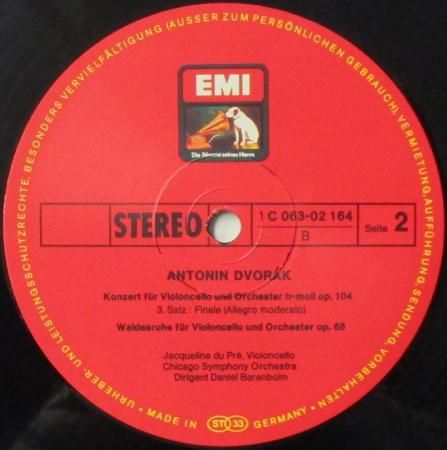 URHEBER- UND LEISTUNGSSCHUTZRECHTE, BESONDERS VERVIELFÄLTIGUNG (AUSSER ZUM PERSÖNLICHEN GEBRAUCH) VERMIETUNG, AUFFÜHRUNG, SENDUNG, VORBEHALTEN
EMI
Die Stimme seines Herrn
STEREO
1 C 063-02 164
B
Seite 2
ANTONIN DVOŘÁK
Konzert für Violoncello und Orchester h-moll op. 104
3. Satz: Finale (Allegro moderato)
Waldesruhe für Violoncello und Orchester op. 68
Jacqueline du Pré, Violoncello
Chicago Symphony Orchestra
Dirigent Daniel Barenboim
• MADE IN ST 33 GERMANY •